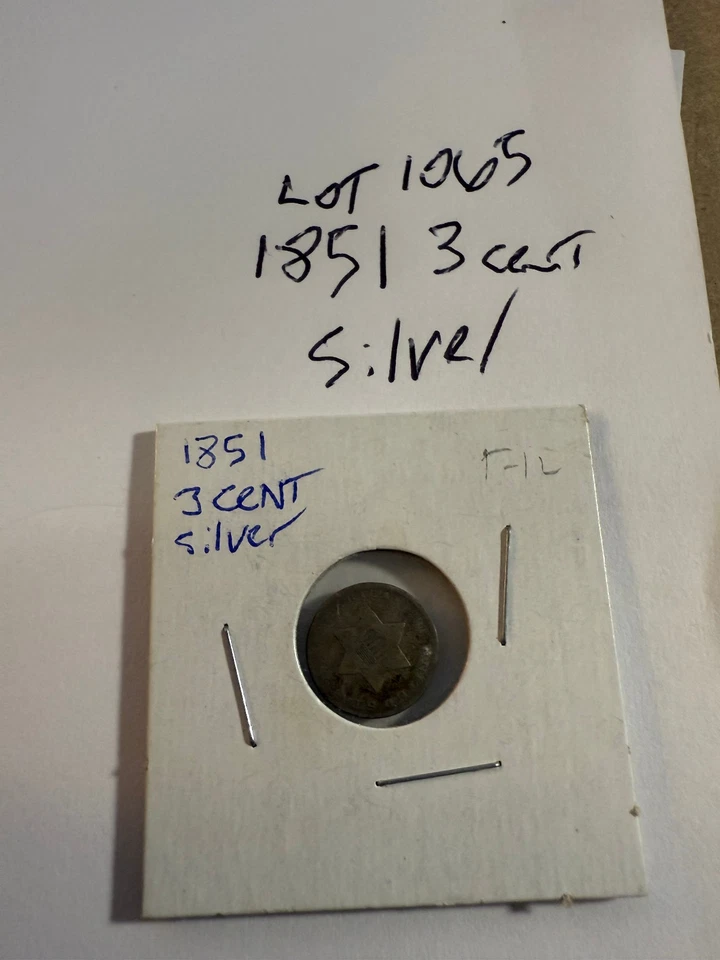 LOT 1065
1851 3 cent
silver
1851
3 CENT
silver
F-12